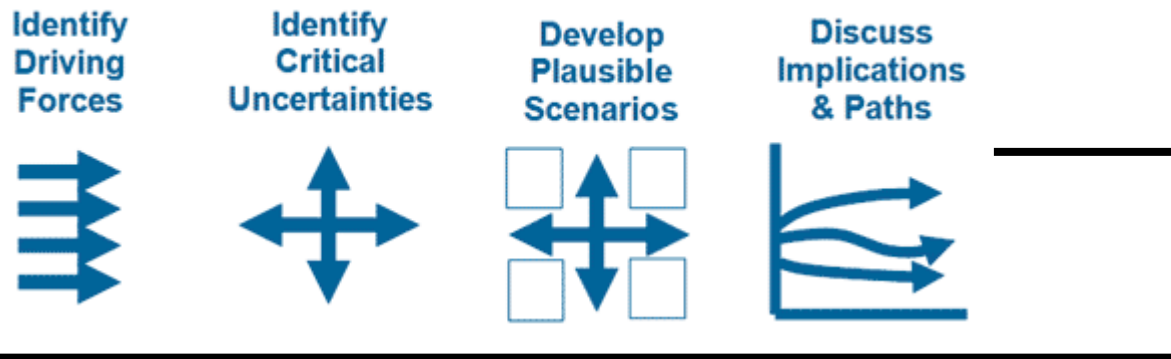 Identify
Driving
Forces
Identify
Critical
Uncertainties
Develop
Plausible
Scenarios
Discuss
Implications
& Paths